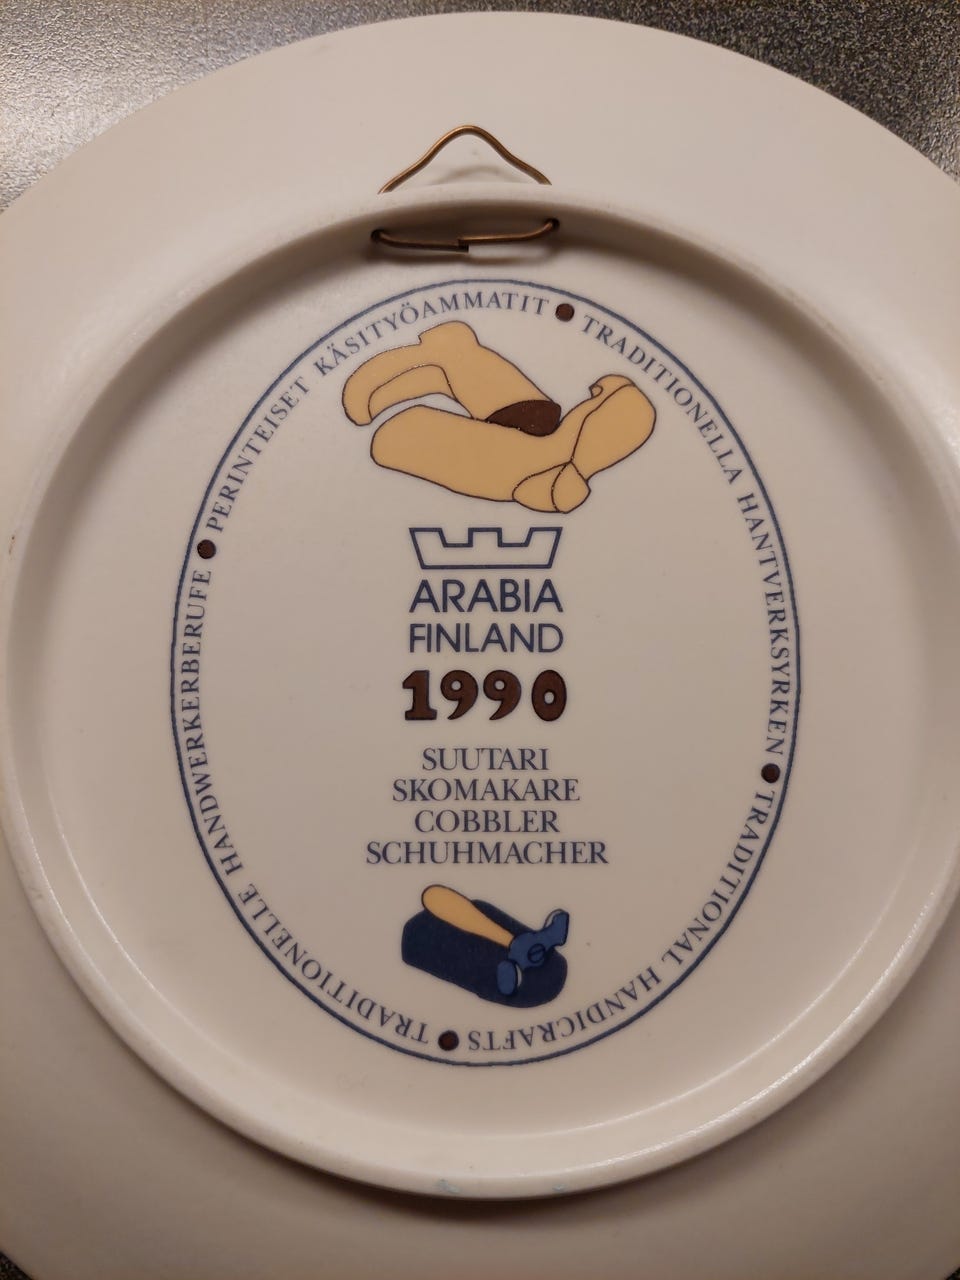 PERINTEISET KÄSITYÖAMMATIT • TRADITIONELLA HANTVERKSYRKEN • TRADITIONAL HANDICRAFTS • TRADITIONELLE HANDWERKERBERUFE •
ARABIA
FINLAND
1990
SUUTARI
SKOMAKARE
COBBLER
SCHUHMACHER